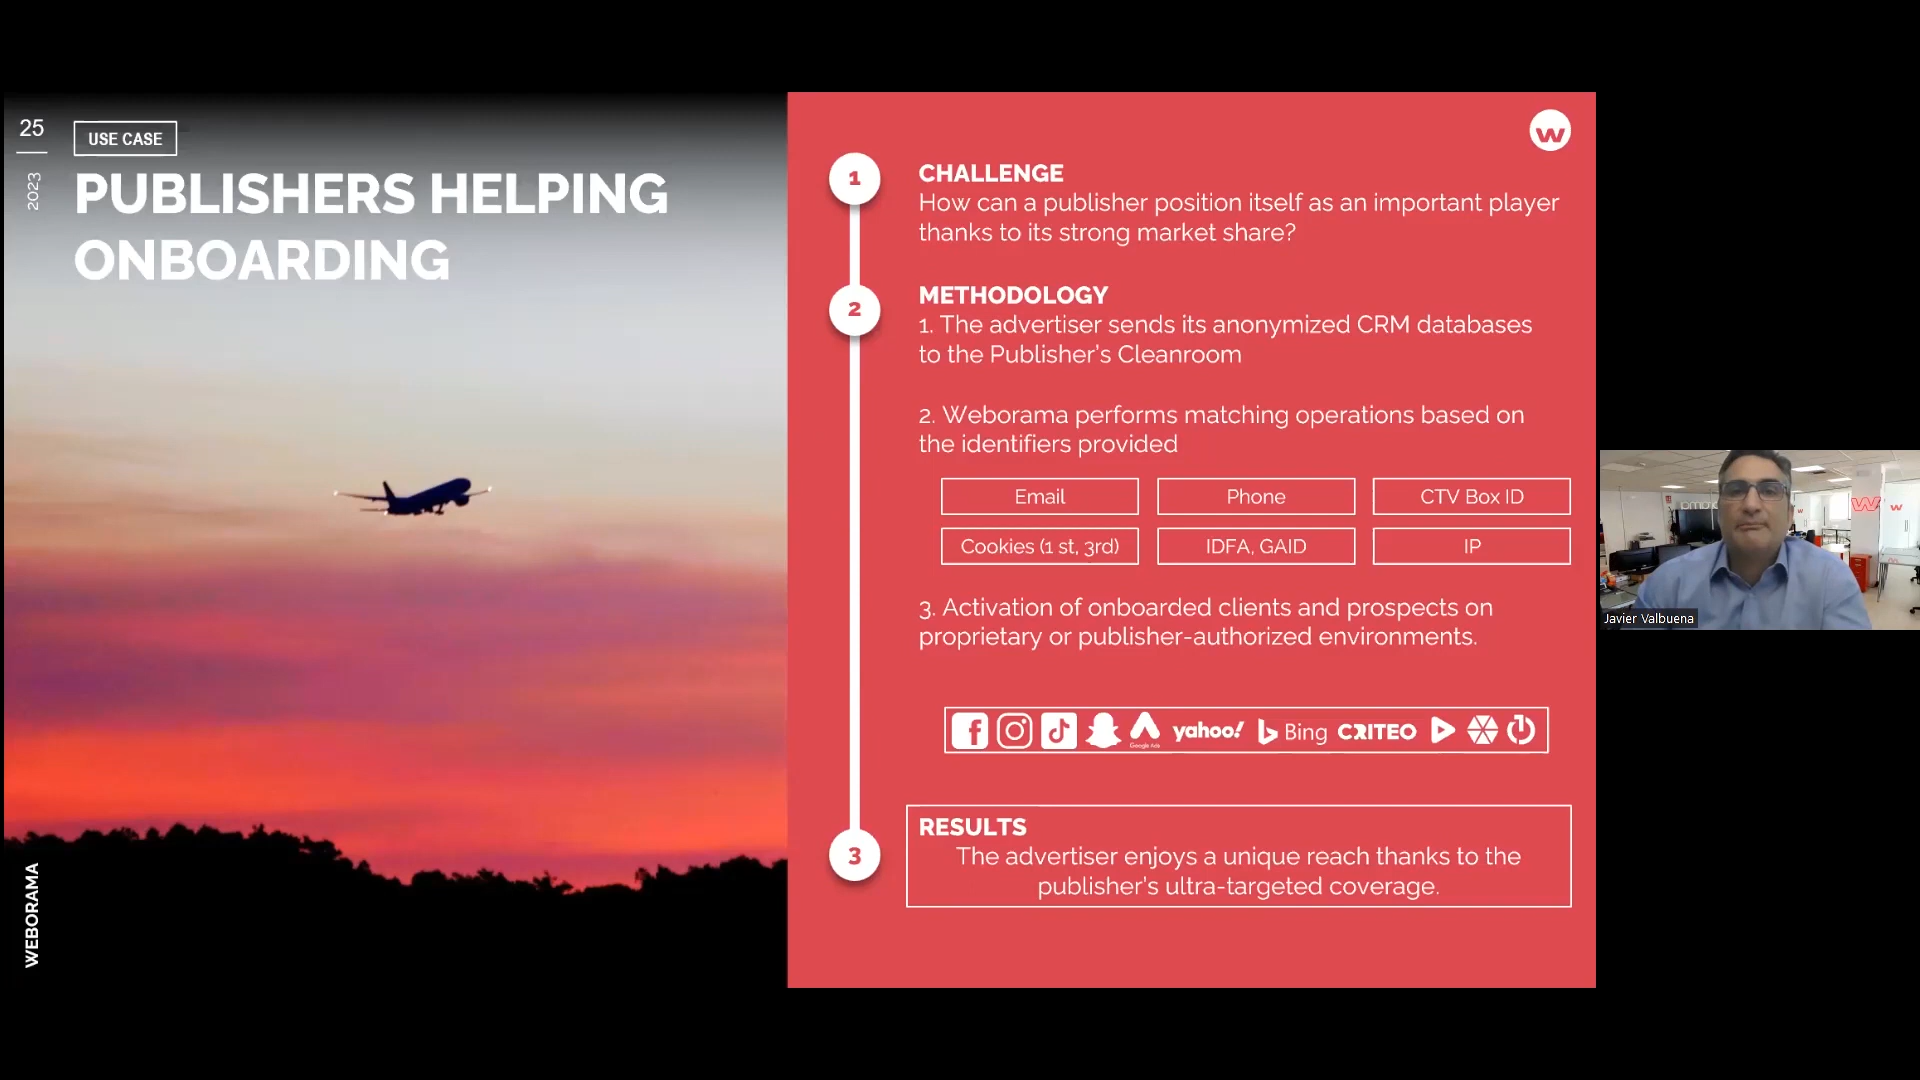 25
2023
USE CASE
PUBLISHERS HELPING
ONBOARDING
WEBORAMA
W
1
CHALLENGE
How can a publisher position itself as an important player
thanks to its strong market share?
2
METHODOLOGY
1. The advertiser sends its anonymized CRM databases
to the Publisher's Cleanroom
2. Weborama performs matching operations based on
the identifiers provided
Email
Phone
CTV Box ID
Cookies (1 st, 3rd)
IDFA, GAID
IP
3. Activation of onboarded clients and prospects on
proprietary or publisher-authorized environments.
Google Ads
yahoo!
Bing
CRITEO
3
RESULTS
The advertiser enjoys a unique reach thanks to the
publisher's ultra-targeted coverage.
Javier Valbuena